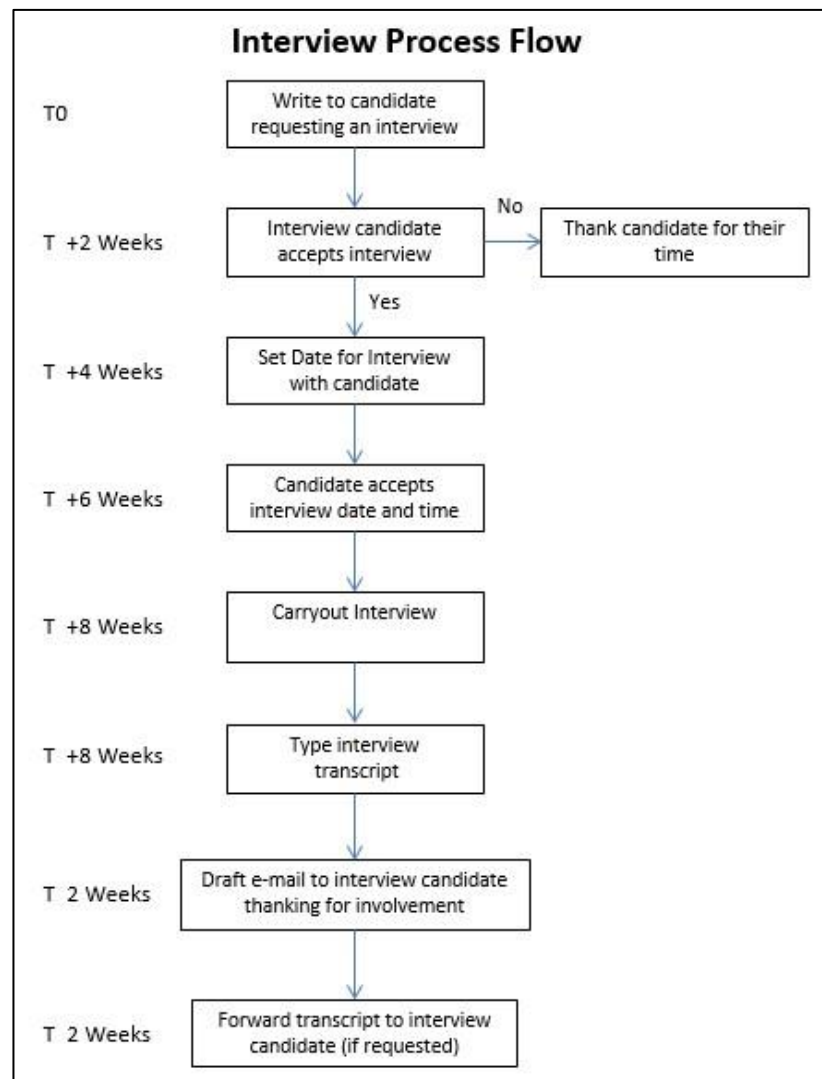 Interview Process Flow
T0
Write to candidate
requesting an interview
T +2 Weeks
Interview candidate
accepts interview
No
Thank candidate for their
time
Yes
T +4 Weeks
Set Date for Interview
with candidate
T +6 Weeks
Candidate accepts
interview date and time
T +8 Weeks
Carryout Interview
T +8 Weeks
Type interview
transcript
T 2 Weeks
Draft e-mail to interview candidate
thanking for involvement
T 2 Weeks
Forward transcript to interview
candidate (if requested)